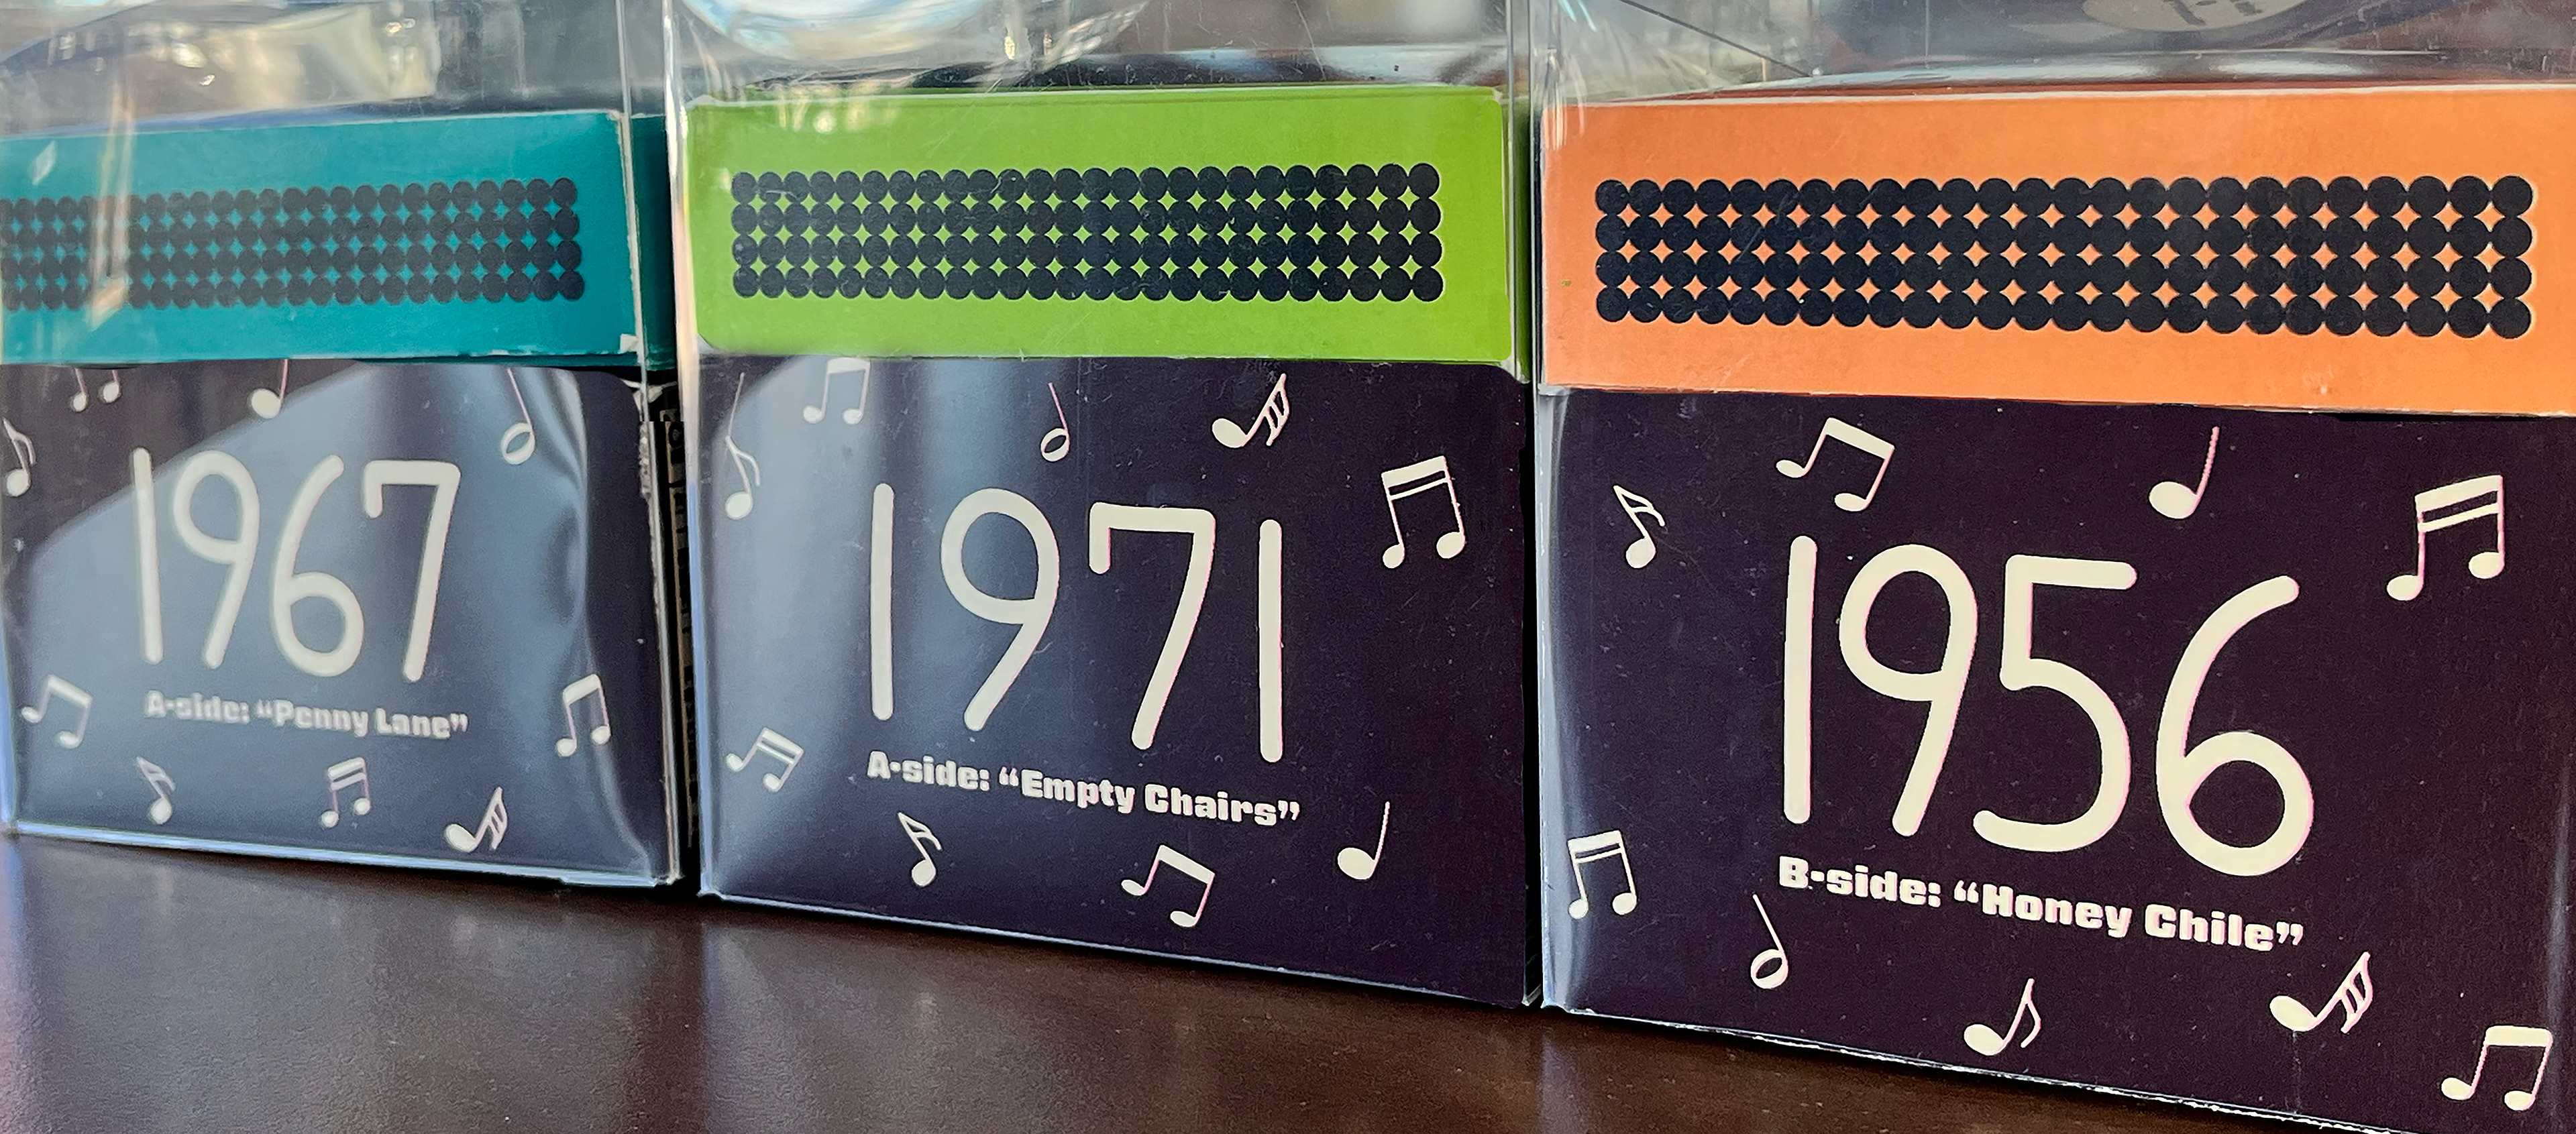 1967
A-side: “Penny Lane”
1971
A-side: “Empty Chairs”
1956
B-side: “Honey Chile”